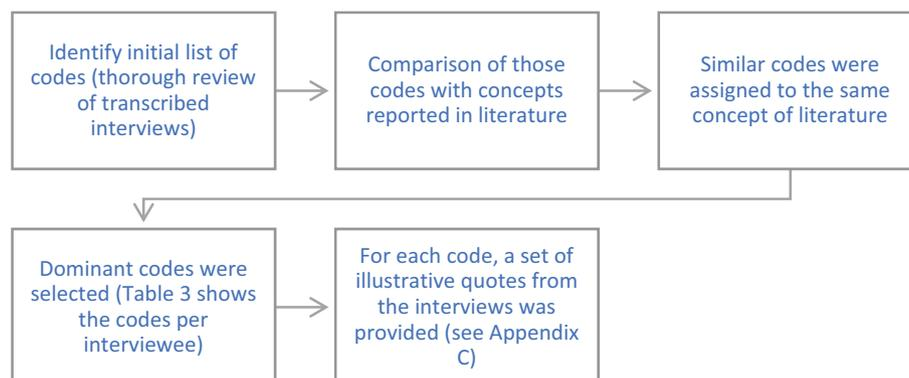 Identify initial list of
codes (thorough review
of transcribed
interviews)
Comparison of those
codes with concepts
reported in literature
Similar codes were
assigned to the same
concept of literature
Dominant codes were
selected (Table 3 shows
the codes per
interviewee)
For each code, a set of
illustrative quotes from
the interviews was
provided (see Appendix
C)